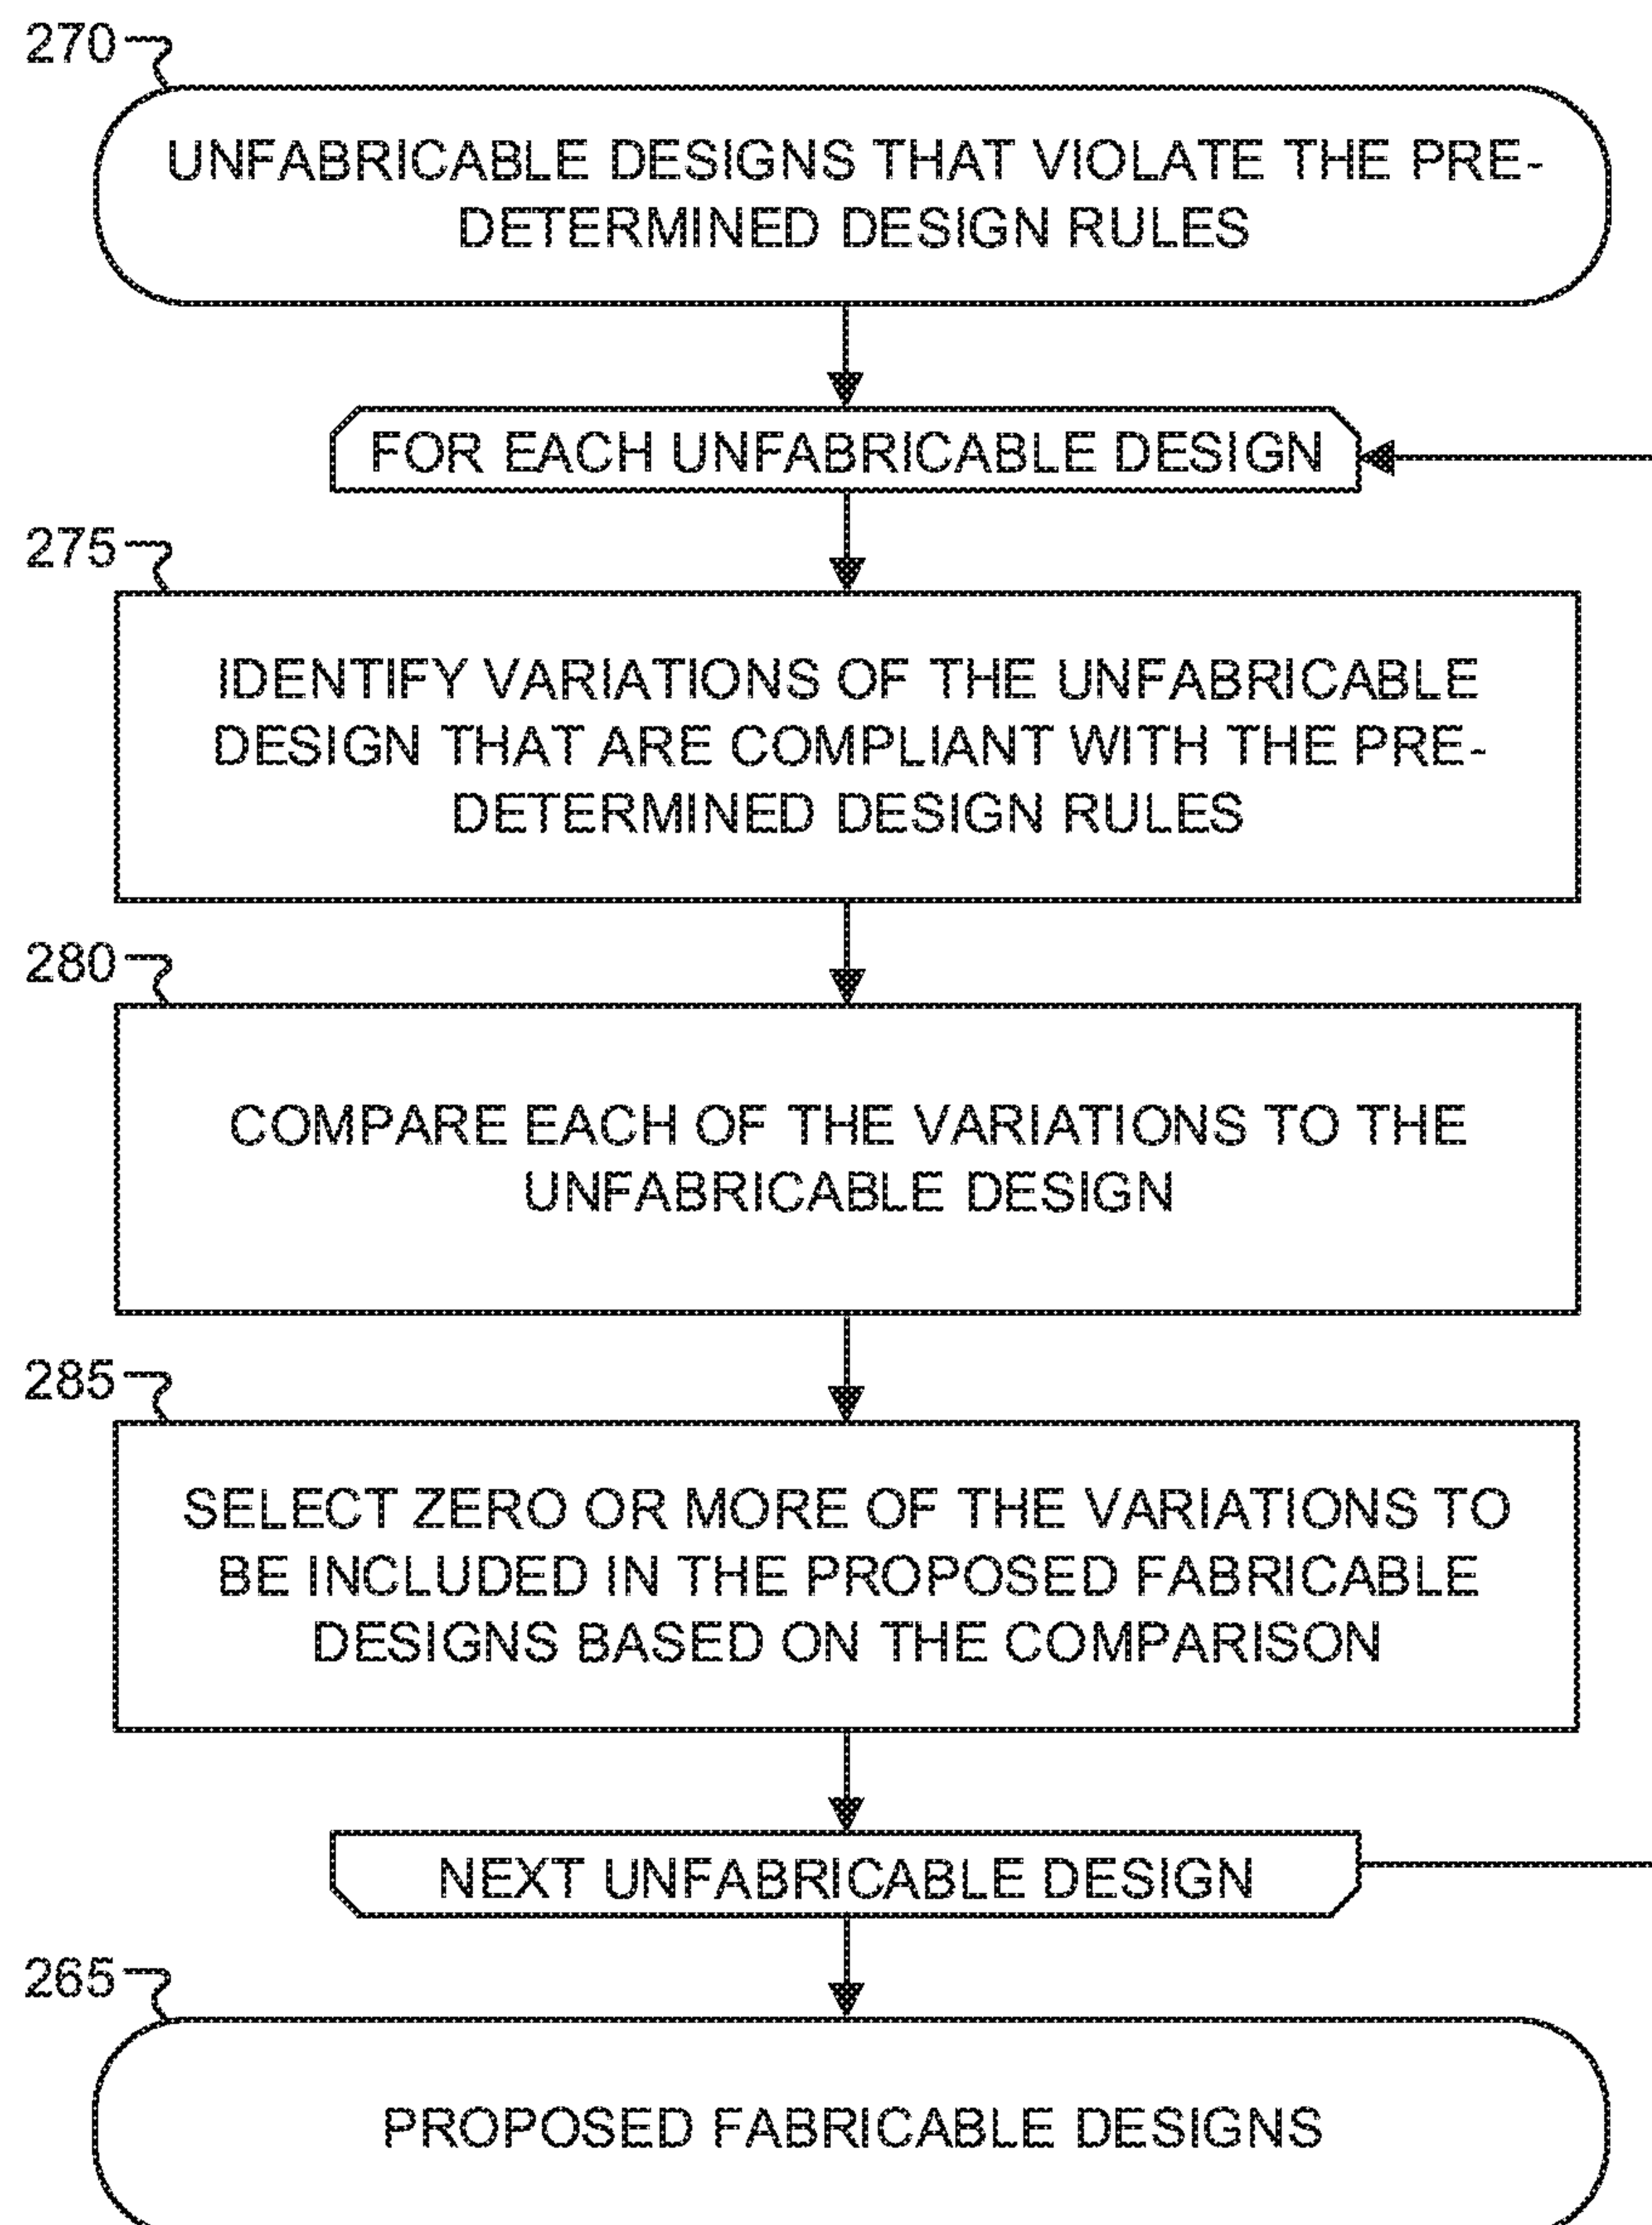 270
UNFABRICABLE DESIGNS THAT VIOLATE THE PRE-
DETERMINED DESIGN RULES
FOR EACH UNFABRICABLE DESIGN
275
IDENTIFY VARIATIONS OF THE UNFABRICABLE
DESIGN THAT ARE COMPLIANT WITH THE PRE-
DETERMINED DESIGN RULES
280
COMPARE EACH OF THE VARIATIONS TO THE
UNFABRICABLE DESIGN
285
SELECT ZERO OR MORE OF THE VARIATIONS TO
BE INCLUDED IN THE PROPOSED FABRICABLE
DESIGNS BASED ON THE COMPARISON
NEXT UNFABRICABLE DESIGN
265
PROPOSED FABRICABLE DESIGNS